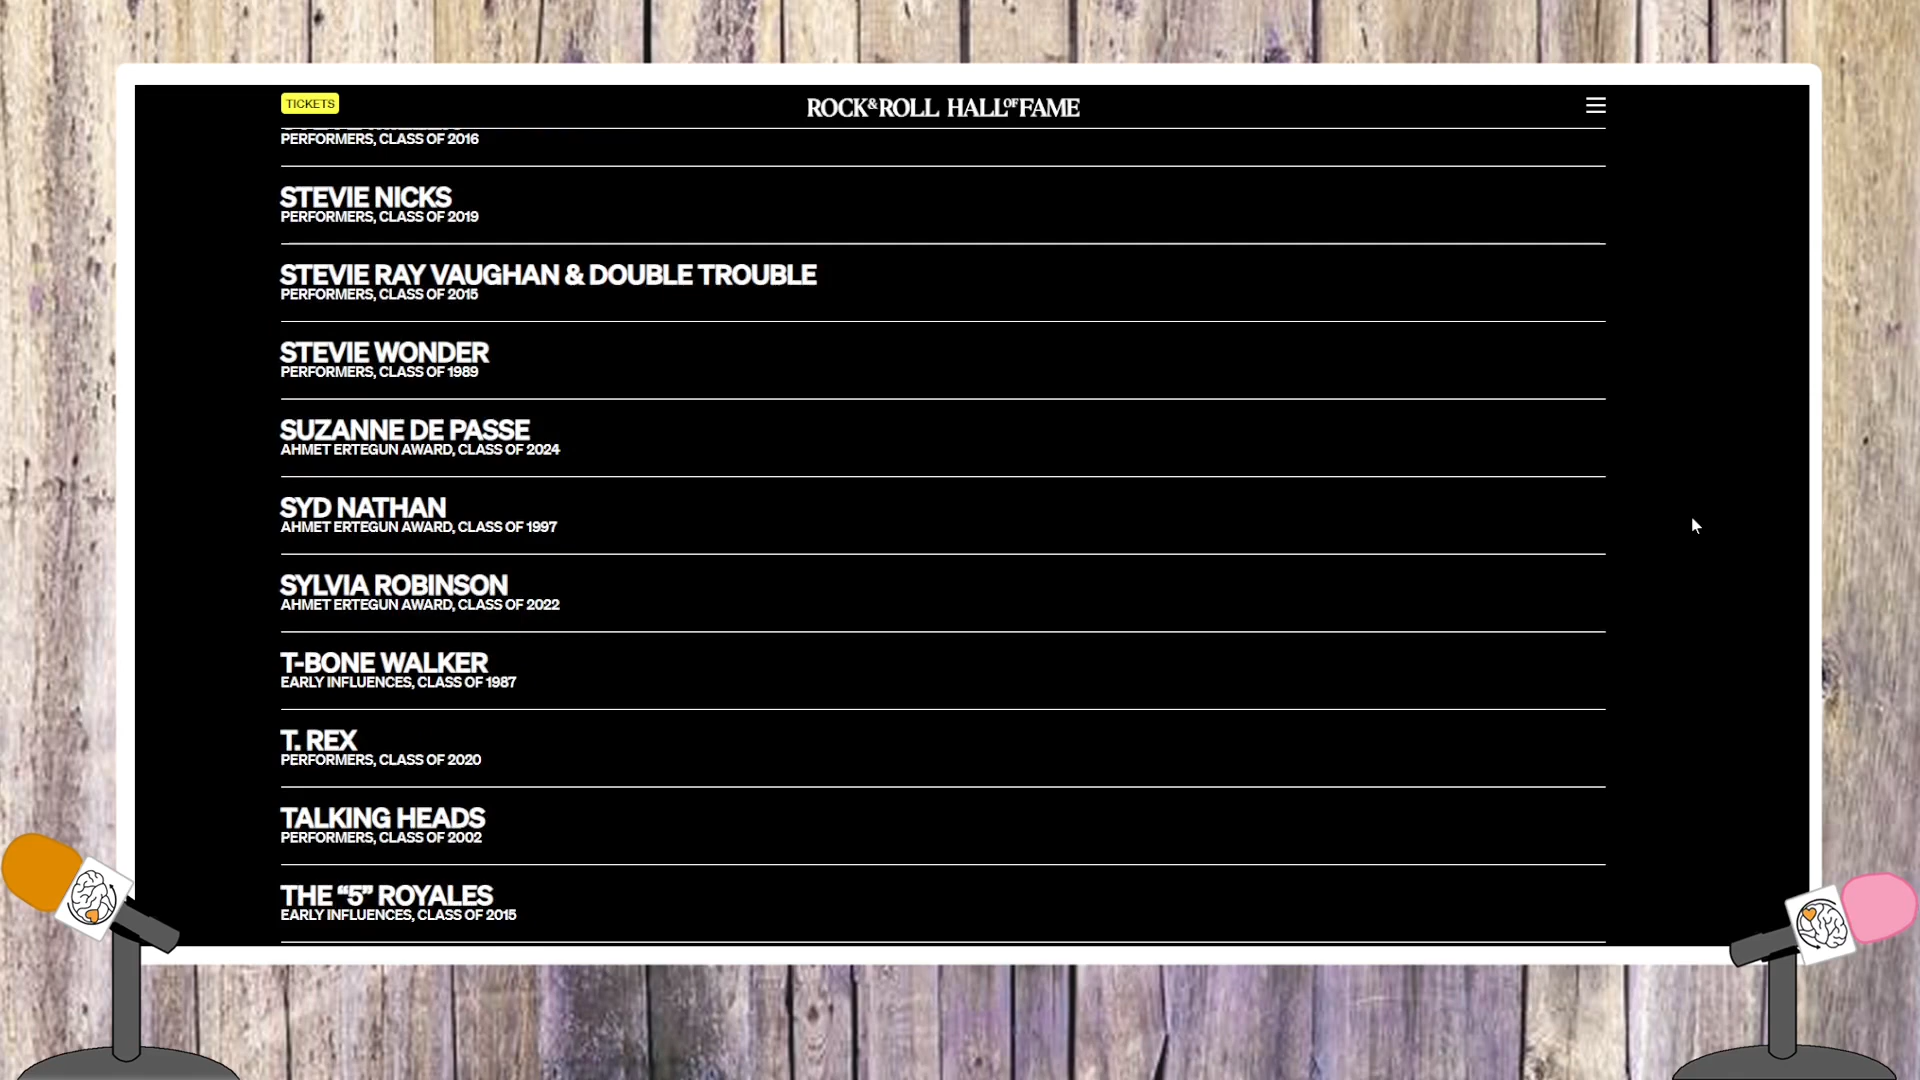 TICKETS
ROCK&ROLL HALL OF FAME
PERFORMERS, CLASS OF 2016
STEVIE NICKS
PERFORMERS, CLASS OF 2019
STEVIE RAY VAUGHAN & DOUBLE TROUBLE
PERFORMERS, CLASS OF 2015
STEVIE WONDER
PERFORMERS, CLASS OF 1989
SUZANNE DE PASSE
AHMET ERTEGUN AWARD, CLASS OF 2024
SYD NATHAN
AHMET ERTEGUN AWARD, CLASS OF 1997
SYLVIA ROBINSON
AHMET ERTEGUN AWARD, CLASS OF 2022
T-BONE WALKER
EARLY INFLUENCES, CLASS OF 1987
T. REX
PERFORMERS, CLASS OF 2020
TALKING HEADS
PERFORMERS, CLASS OF 2002
THE “5” ROYALES
EARLY INFLUENCES, CLASS OF 2015